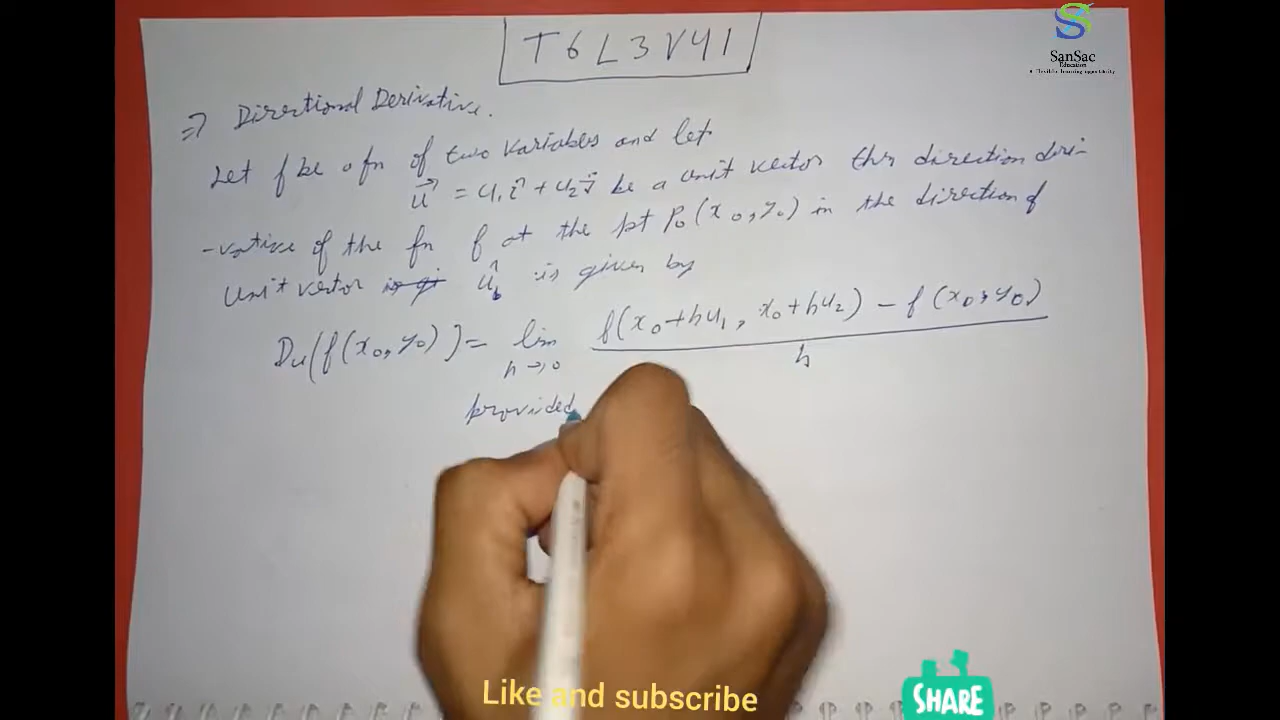 T6L3V41
SanSac
Education
⇒ Directional Derivative.
Let f be a fn of two variables and let
u⃗ = u₁î + u₂j⃗ be a unit vector the direction deri-
-vative of the fn f at the pt P₀(x₀, y₀) in the direction of
unit vector û is given by
Du(f(x₀, y₀)) = lim f(x₀+hu₁, x₀+hu₂) - f(x₀, y₀)
h→0 h
provided
Like and subscribe
SHARE